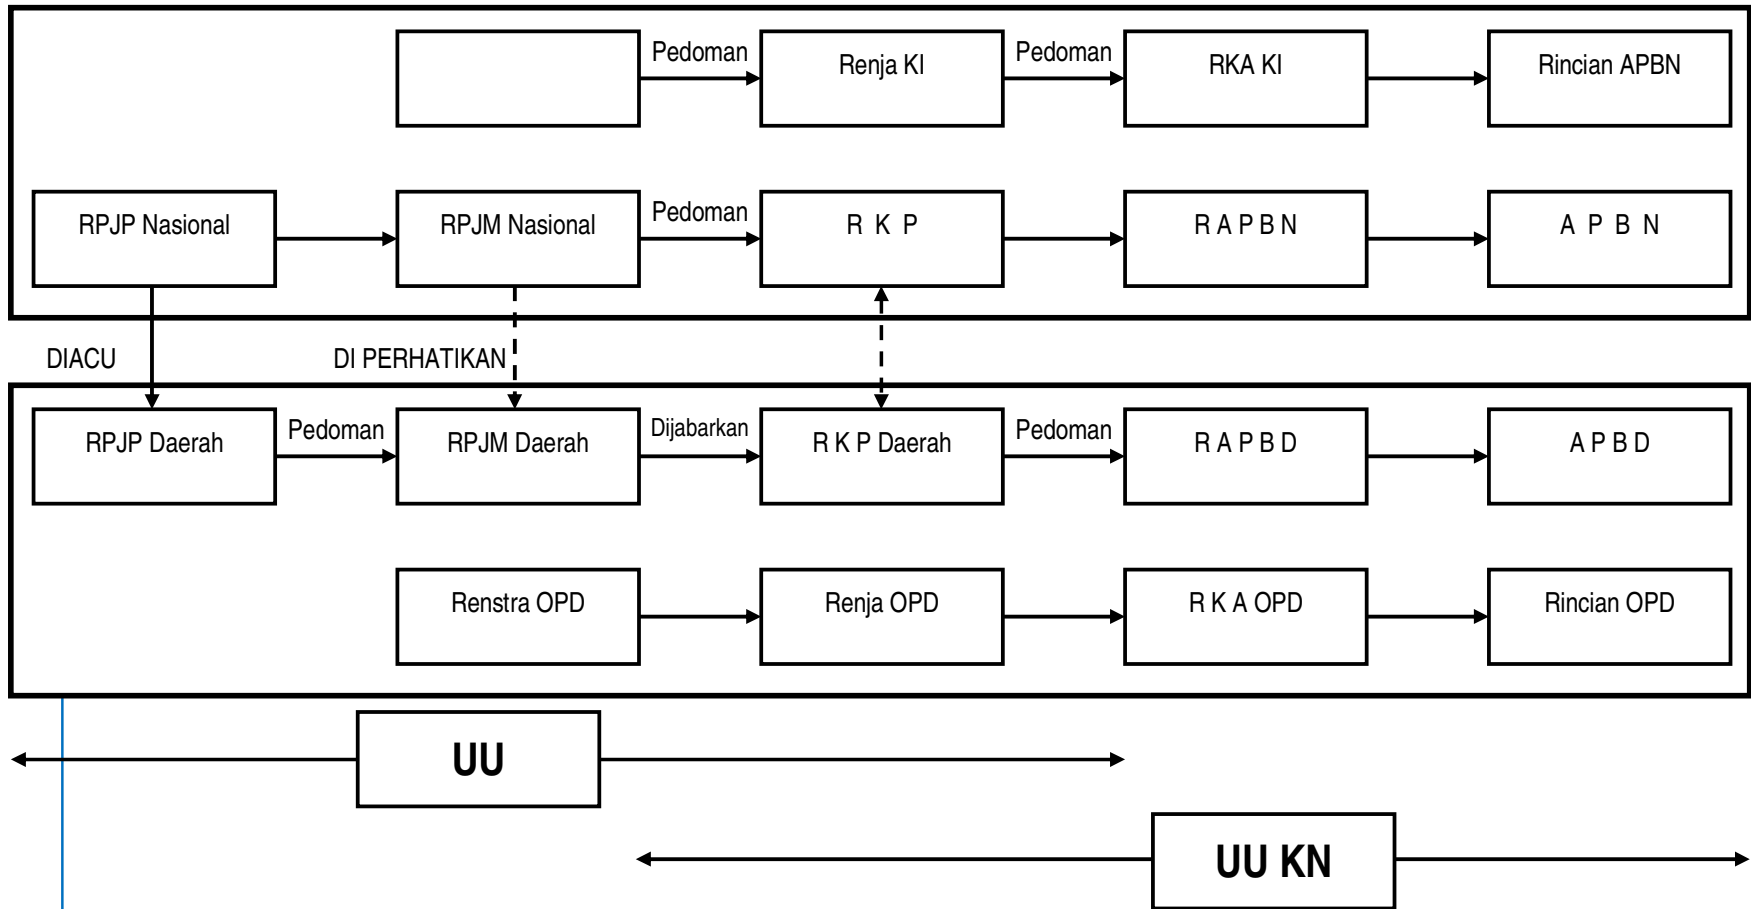 Pedoman
Pedoman
Renja KI
RKA KI
Rincian APBN
RPJP Nasional
RPJM Nasional
Pedoman
R K P
R A P B N
A P B N
DIACU
DI PERHATIKAN
RPJP Daerah
Pedoman
RPJM Daerah
Dijabarkan
R K P Daerah
Pedoman
R A P B D
A P B D
Renstra OPD
Renja OPD
R K A OPD
Rincian OPD
UU
UU KN